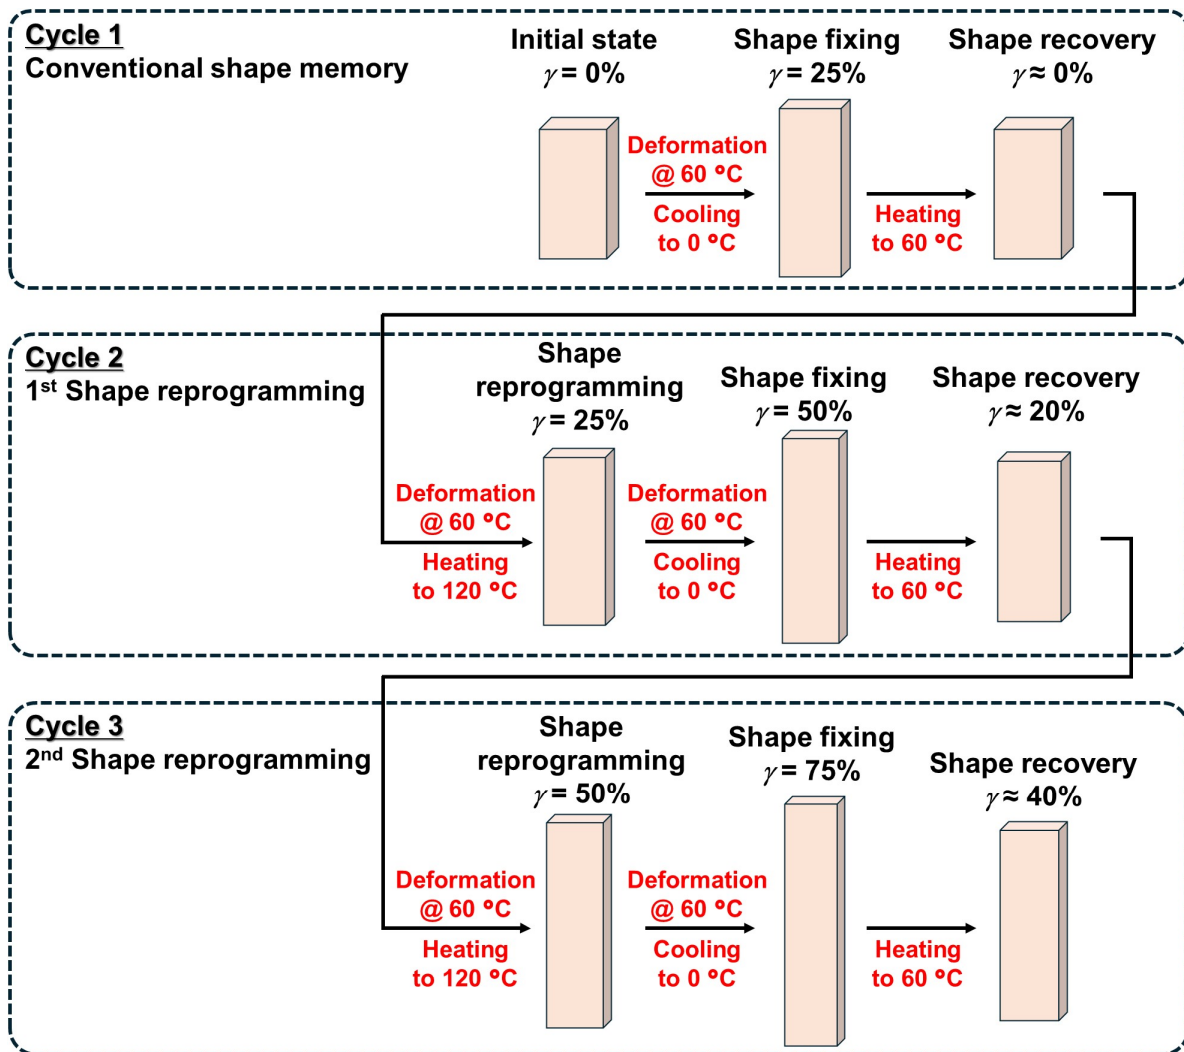 Cycle 1
Conventional shape memory
Initial state
γ = 0%
Deformation
@ 60 °C
Cooling
to 0 °C
Shape fixing
γ = 25%
Heating
to 60 °C
Shape recovery
γ ≈ 0%
Cycle 2
1st Shape reprogramming
Deformation
@ 60 °C
Heating
to 120 °C
Shape
reprogramming
γ = 25%
Deformation
@ 60 °C
Cooling
to 0 °C
Shape fixing
γ = 50%
Heating
to 60 °C
Shape recovery
γ ≈ 20%
Cycle 3
2nd Shape reprogramming
Deformation
@ 60 °C
Heating
to 120 °C
Shape
reprogramming
γ = 50%
Deformation
@ 60 °C
Cooling
to 0 °C
Shape fixing
γ = 75%
Heating
to 60 °C
Shape recovery
γ ≈ 40%